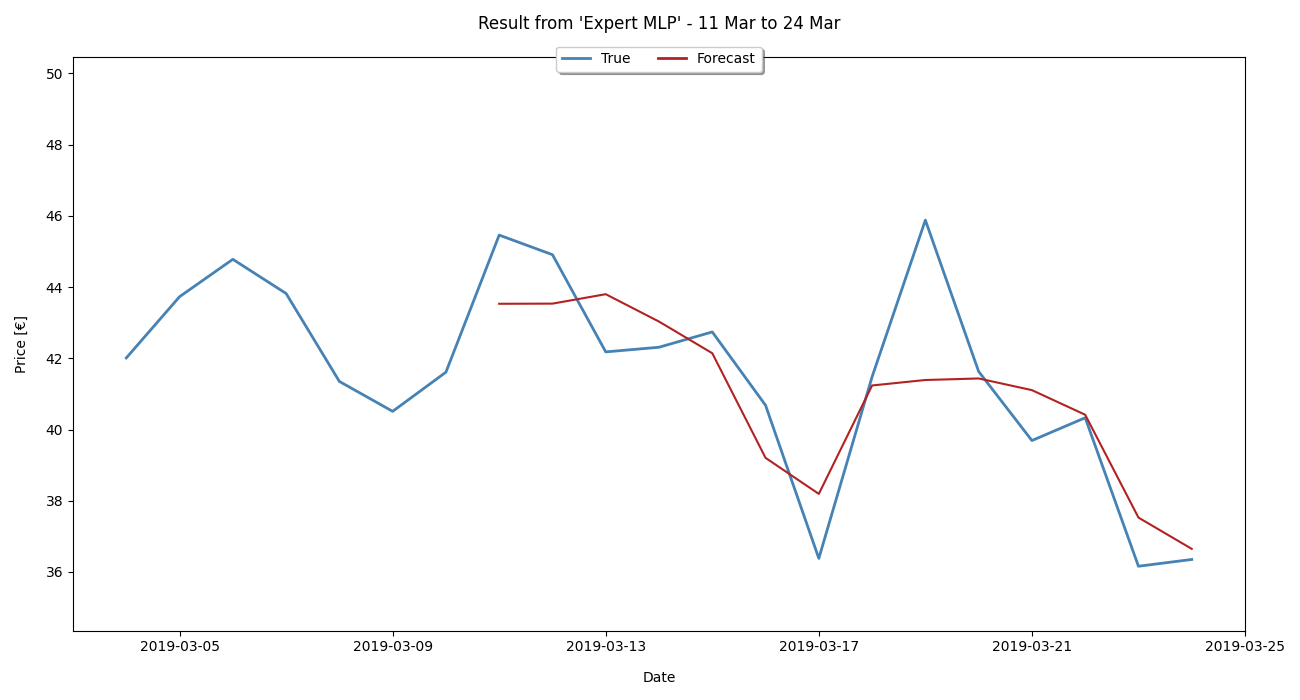 Result from 'Expert MLP' - 11 Mar to 24 Mar
True Forecast
50
48
46
44
42
40
38
36
Price [€]
2019-03-05 2019-03-09 2019-03-13 2019-03-17 2019-03-21 2019-03-25
Date